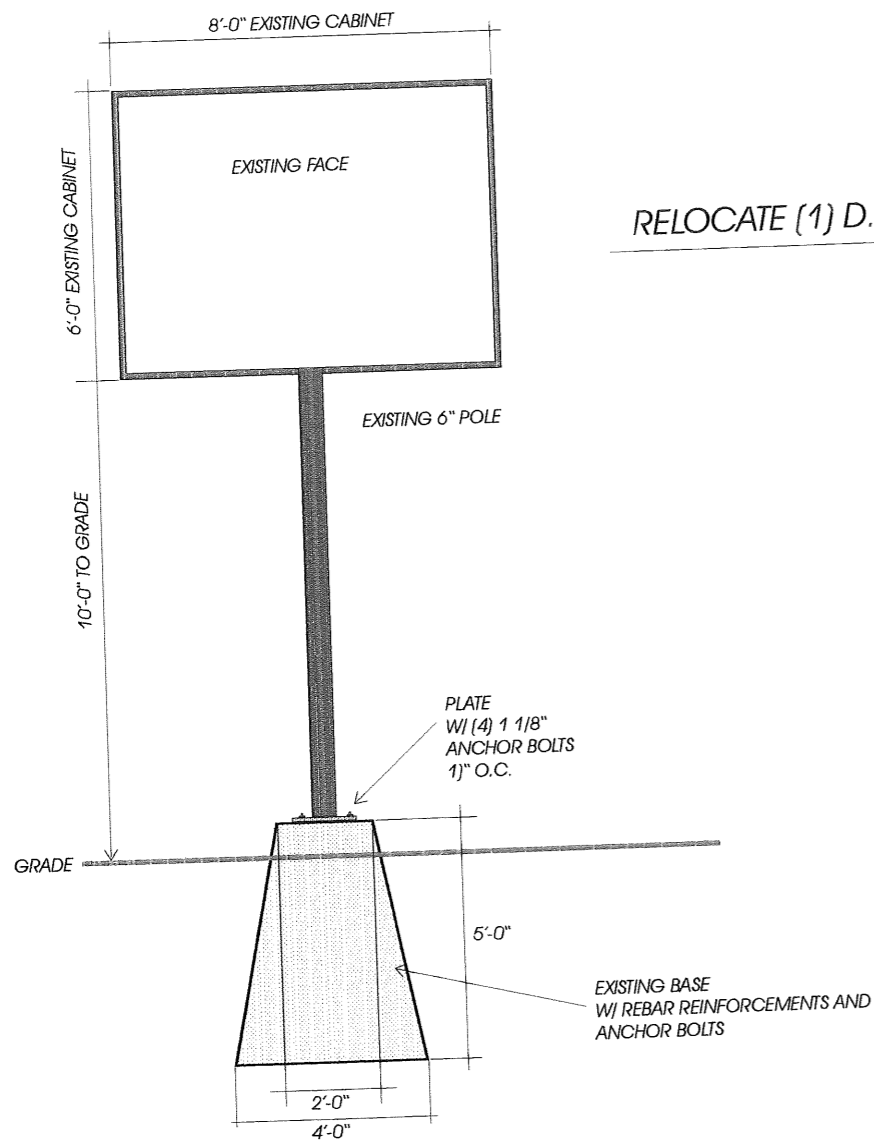 8'-0" EXISTING CABINET
6'-0" EXISTING CABINET
EXISTING FACE
RELOCATE (1) D.
EXISTING 6" POLE
10'-0" TO GRADE
PLATE
W/ (4) 1 1/8"
ANCHOR BOLTS
1)" O.C.
GRADE
5'-0"
EXISTING BASE
W/ REBAR REINFORCEMENTS AND
ANCHOR BOLTS
2'-0"
4'-0"